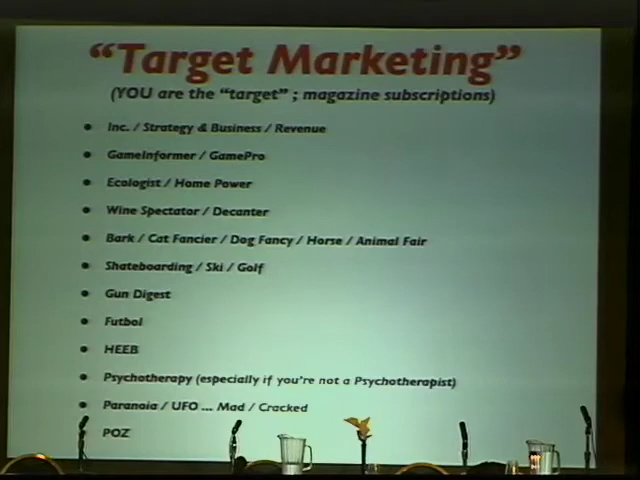 “Target Marketing”
(YOU are the “target” ; magazine subscriptions)
Inc. / Strategy & Business / Revenue
GameInformer / GamePro
Ecologist / Home Power
Wine Spectator / Decanter
Bark / Cat Fancier / Dog Fancy / Horse / Animal Fair
Skateboarding / Ski / Golf
Gun Digest
Futbol
HEEB
Psychotherapy (especially if you're not a Psychotherapist)
Paranoia / UFO ... Mad / Cracked
POZ